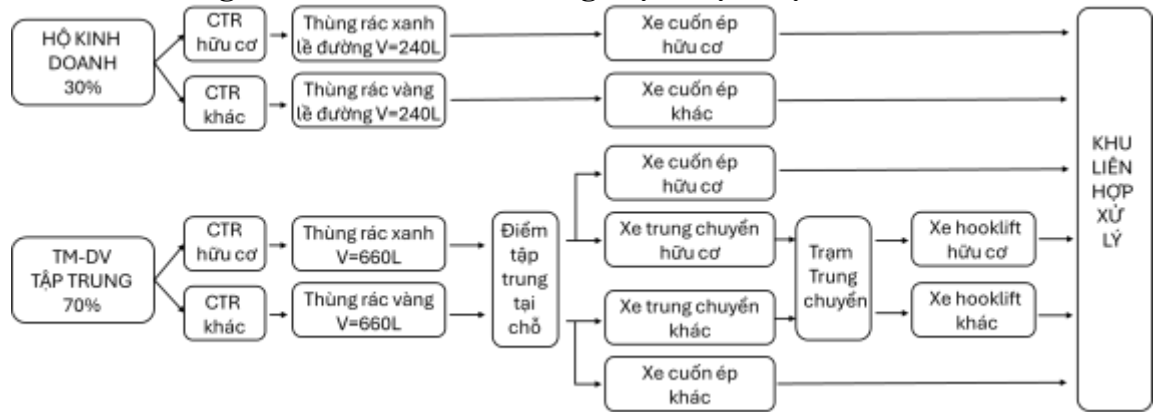 HỘ KINH
DOANH
30%
CTR
hữu cơ
Thùng rác xanh
lề đường V=240L
Xe cuốn ép
hữu cơ
CTR
khác
Thùng rác vàng
lề đường V=240L
Xe cuốn ép
khác
TM-DV
TẬP TRUNG
70%
CTR
hữu cơ
Thùng rác xanh
V=660L
CTR
khác
Thùng rác vàng
V=660L
Điểm
tập
trung
tại
chỗ
Xe cuốn ép
hữu cơ
Xe trung chuyển
hữu cơ
Xe trung chuyển
khác
Xe cuốn ép
khác
Trạm
Trung
chuyển
Xe hooklift
hữu cơ
Xe hooklift
khác
KHU
LIÊN
HỢP
XỬ
LÝ